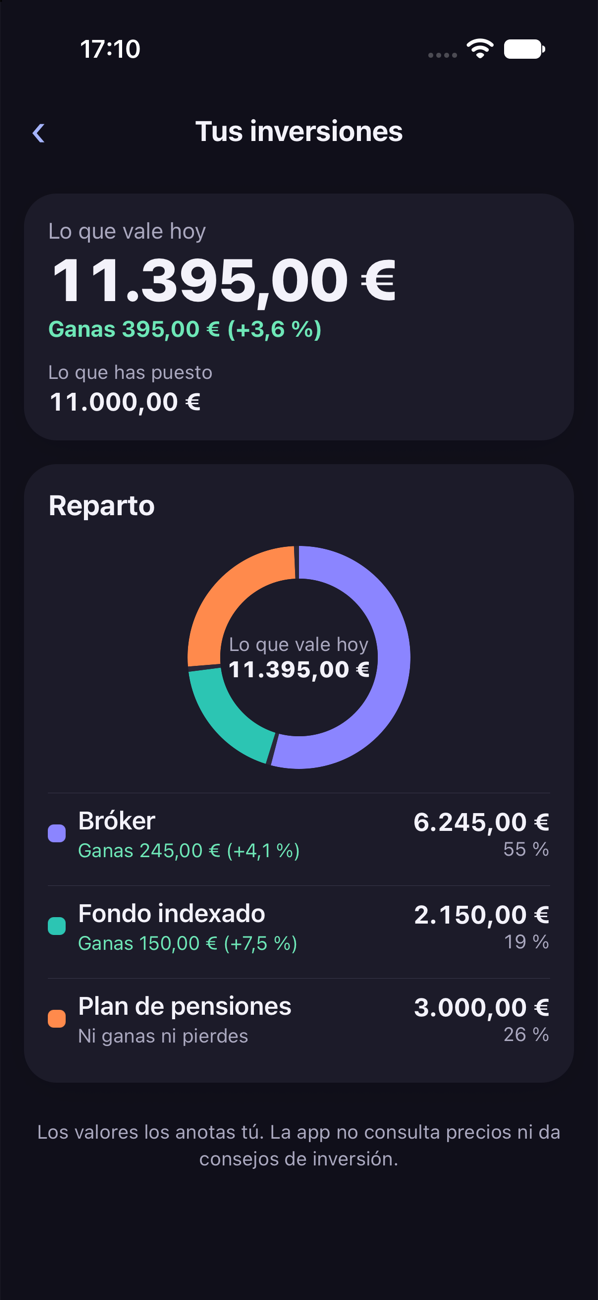 17:10
Tus inversiones
Lo que vale hoy
11.395,00 €
Ganas 395,00 € (+3,6 %)
Lo que has puesto
11.000,00 €
Reparto
Lo que vale hoy
11.395,00 €
Bróker
6.245,00 €
Ganas 245,00 € (+4,1 %)
55 %
Fondo indexado
2.150,00 €
Ganas 150,00 € (+7,5 %)
19 %
Plan de pensiones
3.000,00 €
Ni ganas ni pierdes
26 %
Los valores los anotas tú. La app no consulta precios ni da
consejos de inversión.